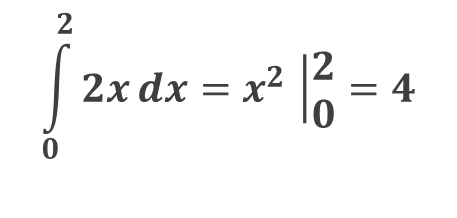 ∫₀² 2x dx = x² |₀² = 4